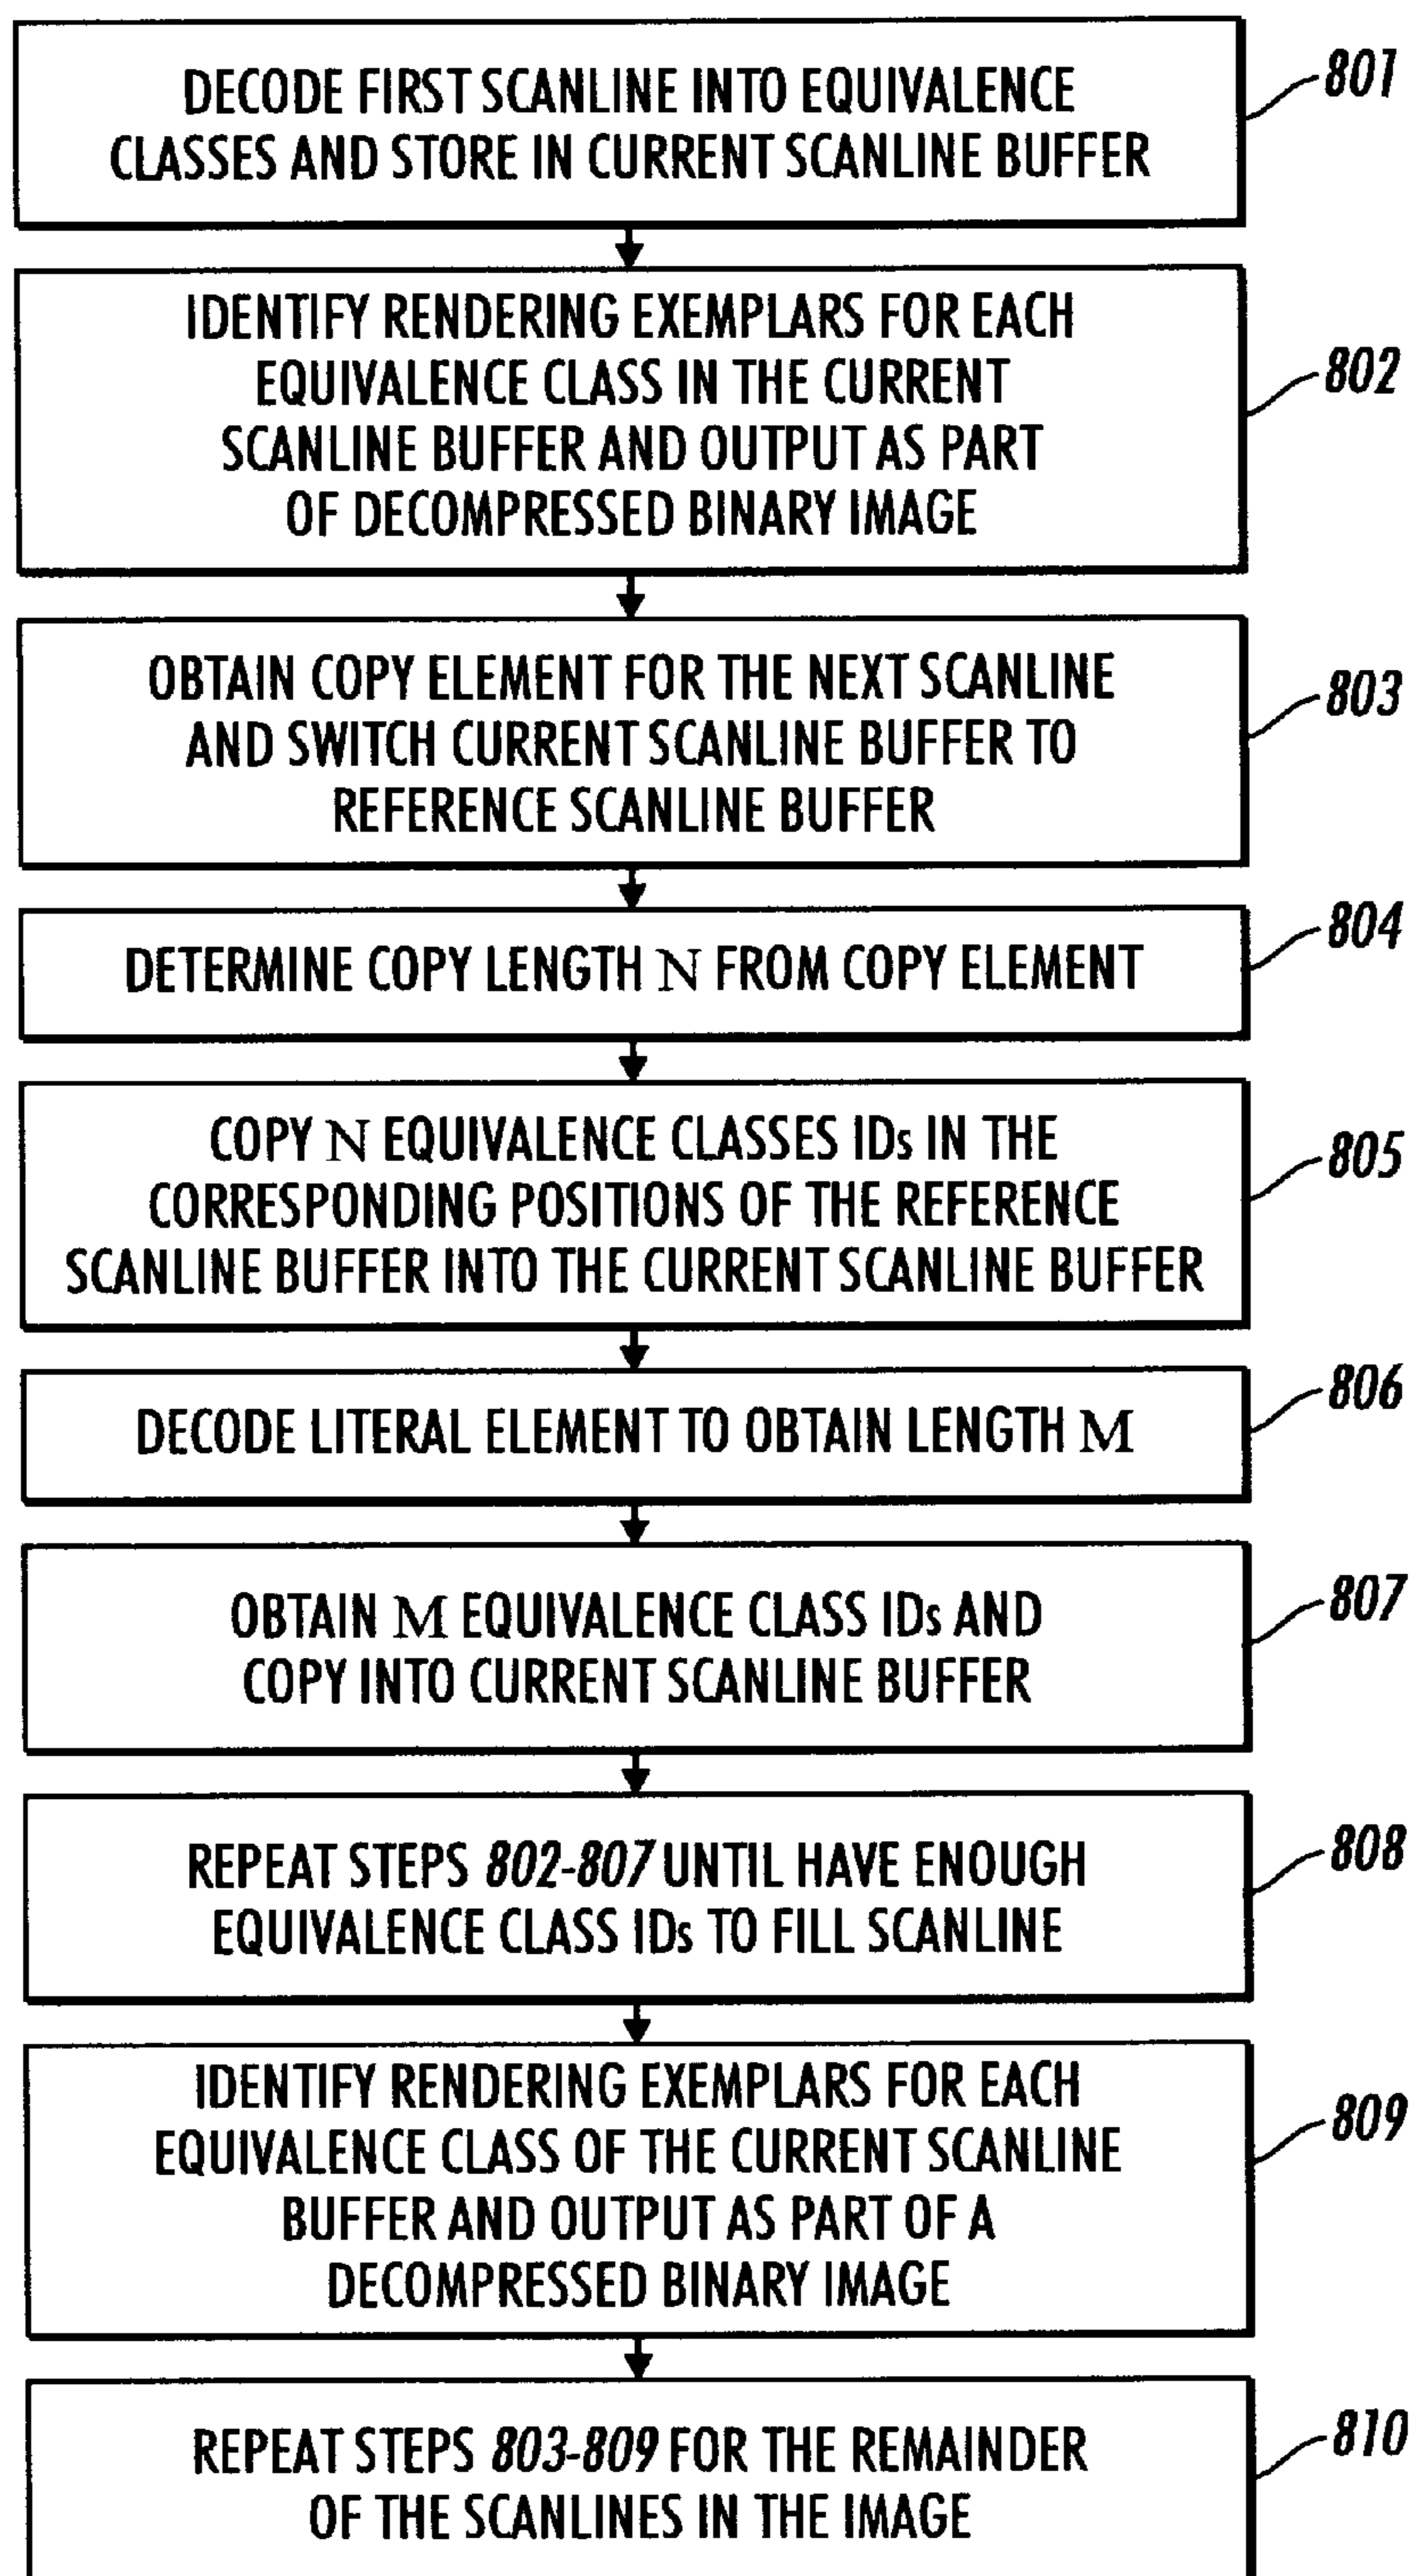 DECODE FIRST SCANLINE INTO EQUIVALENCE
CLASSES AND STORE IN CURRENT SCANLINE BUFFER
801
IDENTIFY RENDERING EXEMPLARS FOR EACH
EQUIVALENCE CLASS IN THE CURRENT
SCANLINE BUFFER AND OUTPUT AS PART
OF DECOMPRESSED BINARY IMAGE
802
OBTAIN COPY ELEMENT FOR THE NEXT SCANLINE
AND SWITCH CURRENT SCANLINE BUFFER TO
REFERENCE SCANLINE BUFFER
803
DETERMINE COPY LENGTH N FROM COPY ELEMENT
804
COPY N EQUIVALENCE CLASSES IDs IN THE
CORRESPONDING POSITIONS OF THE REFERENCE
SCANLINE BUFFER INTO THE CURRENT SCANLINE BUFFER
805
DECODE LITERAL ELEMENT TO OBTAIN LENGTH M
806
OBTAIN M EQUIVALENCE CLASS IDs AND
COPY INTO CURRENT SCANLINE BUFFER
807
REPEAT STEPS 802-807 UNTIL HAVE ENOUGH
EQUIVALENCE CLASS IDs TO FILL SCANLINE
808
IDENTIFY RENDERING EXEMPLARS FOR EACH
EQUIVALENCE CLASS OF THE CURRENT SCANLINE
BUFFER AND OUTPUT AS PART OF A
DECOMPRESSED BINARY IMAGE
809
REPEAT STEPS 803-809 FOR THE REMAINDER
OF THE SCANLINES IN THE IMAGE
810